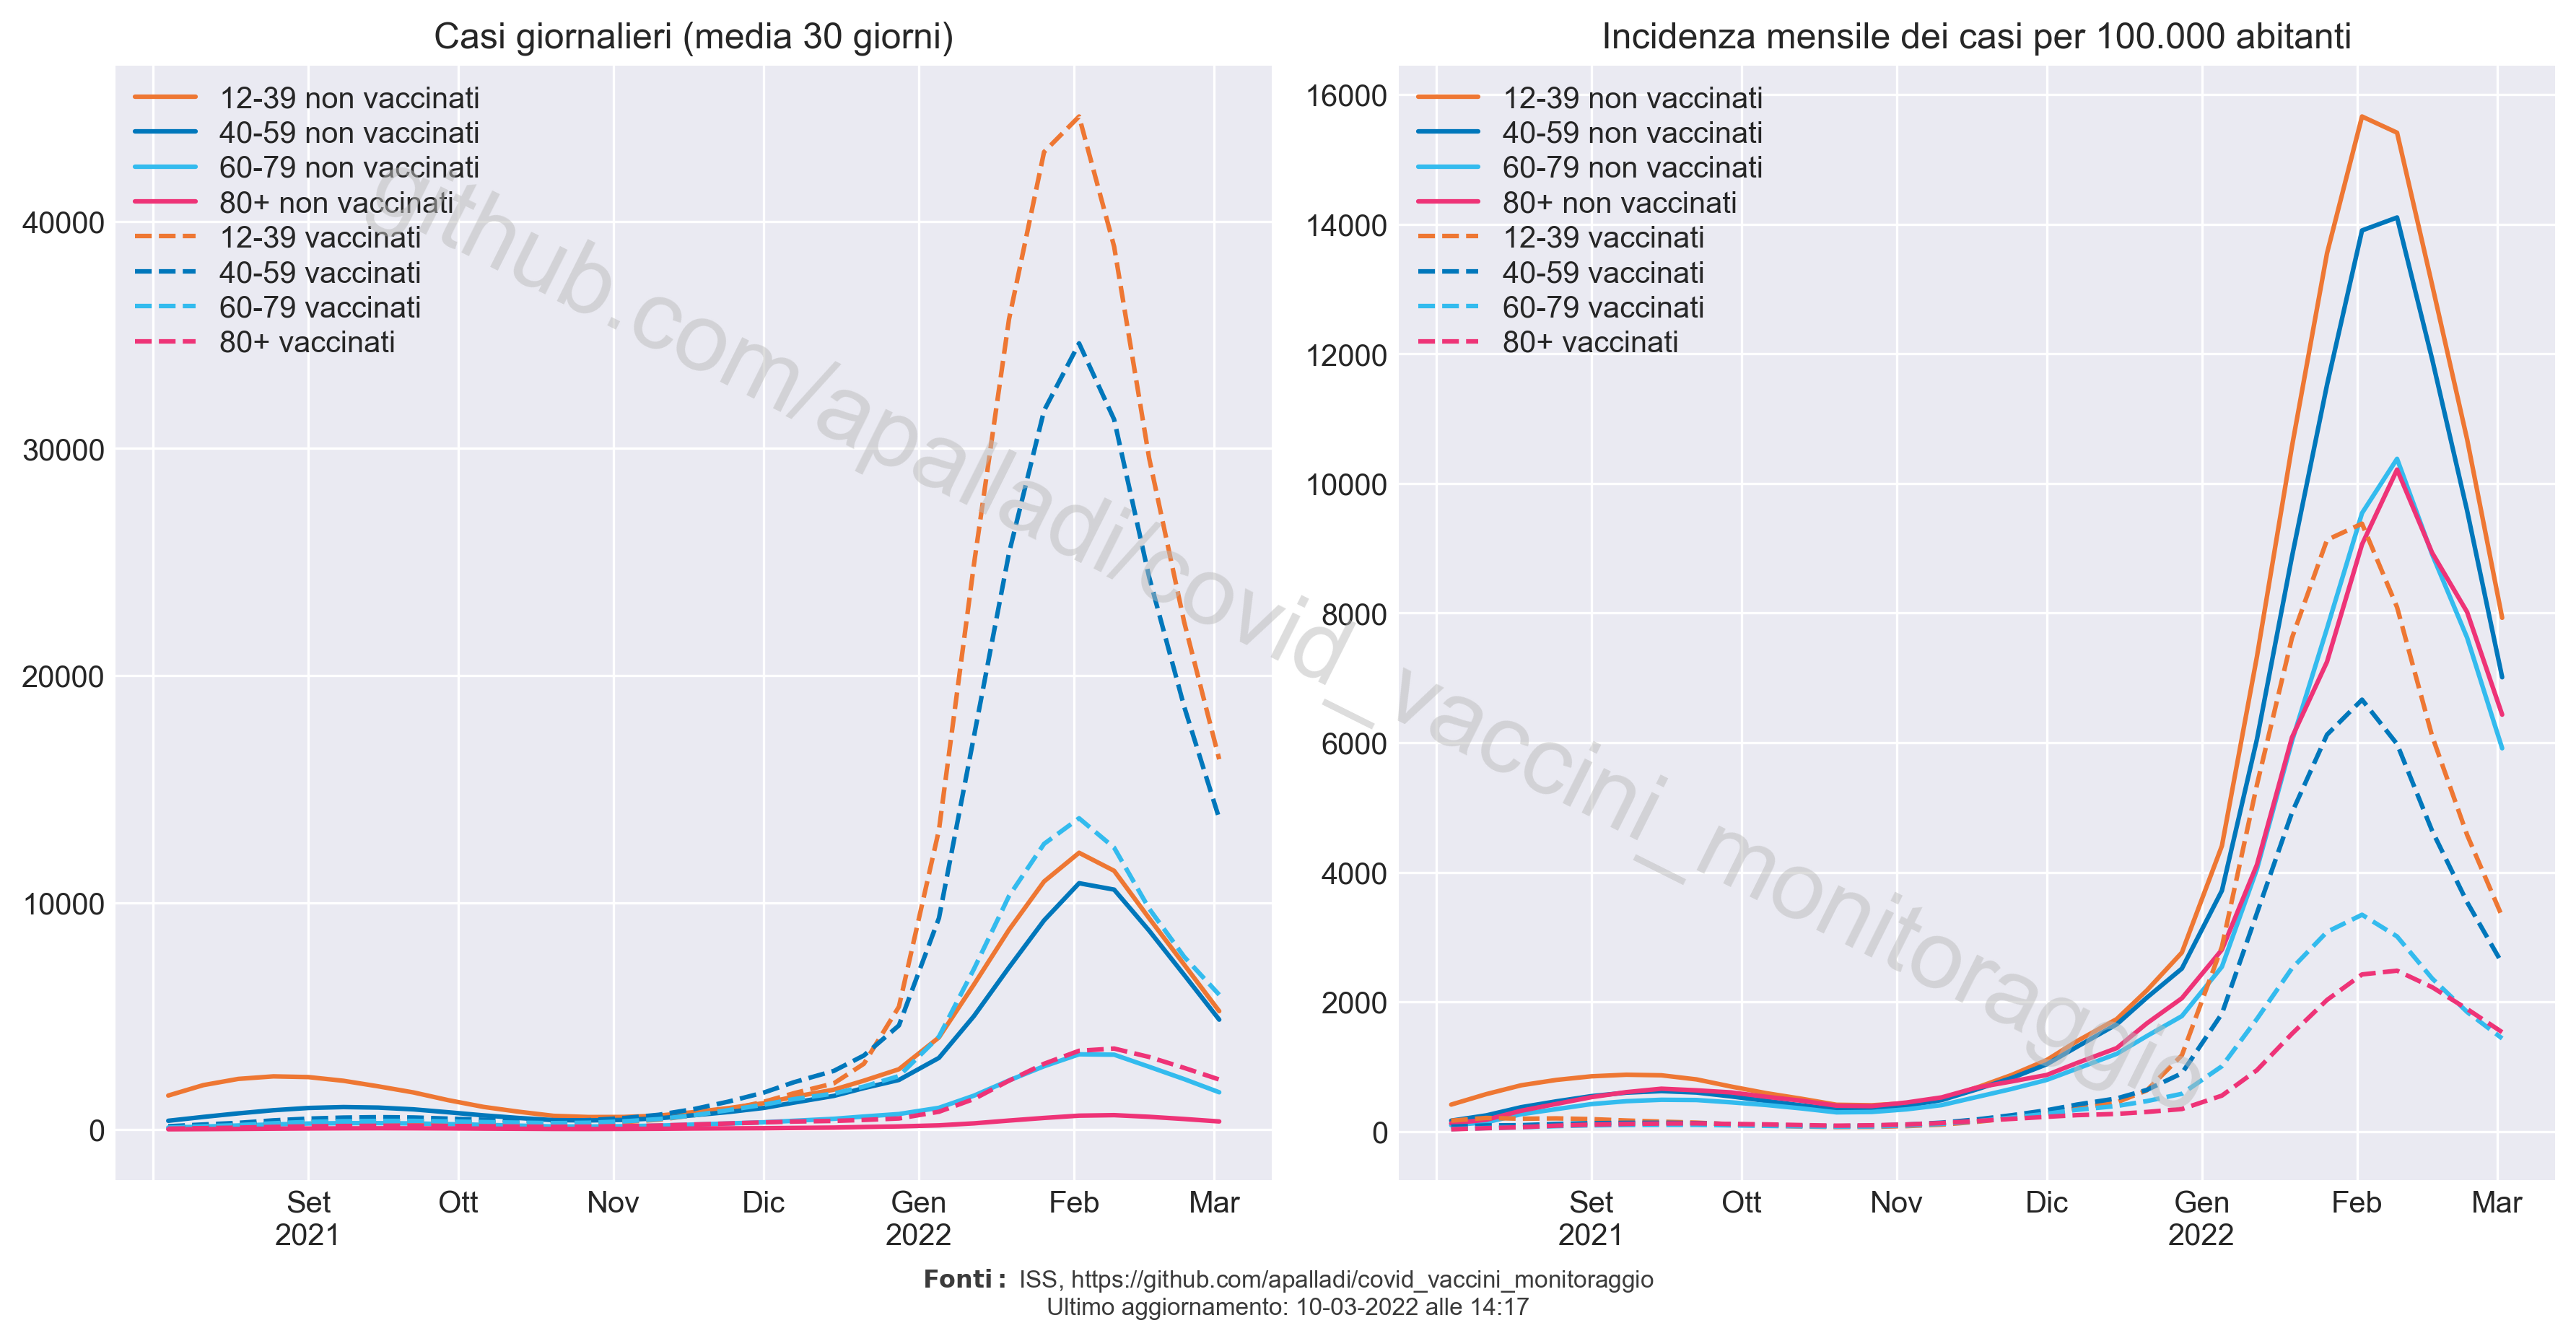 Casi giornalieri (media 30 giorni)
12-39 non vaccinati
40-59 non vaccinati
60-79 non vaccinati
80+ non vaccinati
12-39 vaccinati
40-59 vaccinati
60-79 vaccinati
80+ vaccinati
40000
30000
20000
10000
0
Set
2021
Ott
Nov
Dic
Gen
2022
Feb
Mar
Incidenza mensile dei casi per 100.000 abitanti
12-39 non vaccinati
40-59 non vaccinati
60-79 non vaccinati
80+ non vaccinati
12-39 vaccinati
40-59 vaccinati
60-79 vaccinati
80+ vaccinati
16000
14000
12000
10000
8000
6000
4000
2000
0
Set
2021
Ott
Nov
Dic
Gen
2022
Feb
Mar
github.com/apalladi/covid_vaccini_monitoraggio
Fonti: ISS, https://github.com/apalladi/covid_vaccini_monitoraggio
Ultimo aggiornamento: 10-03-2022 alle 14:17